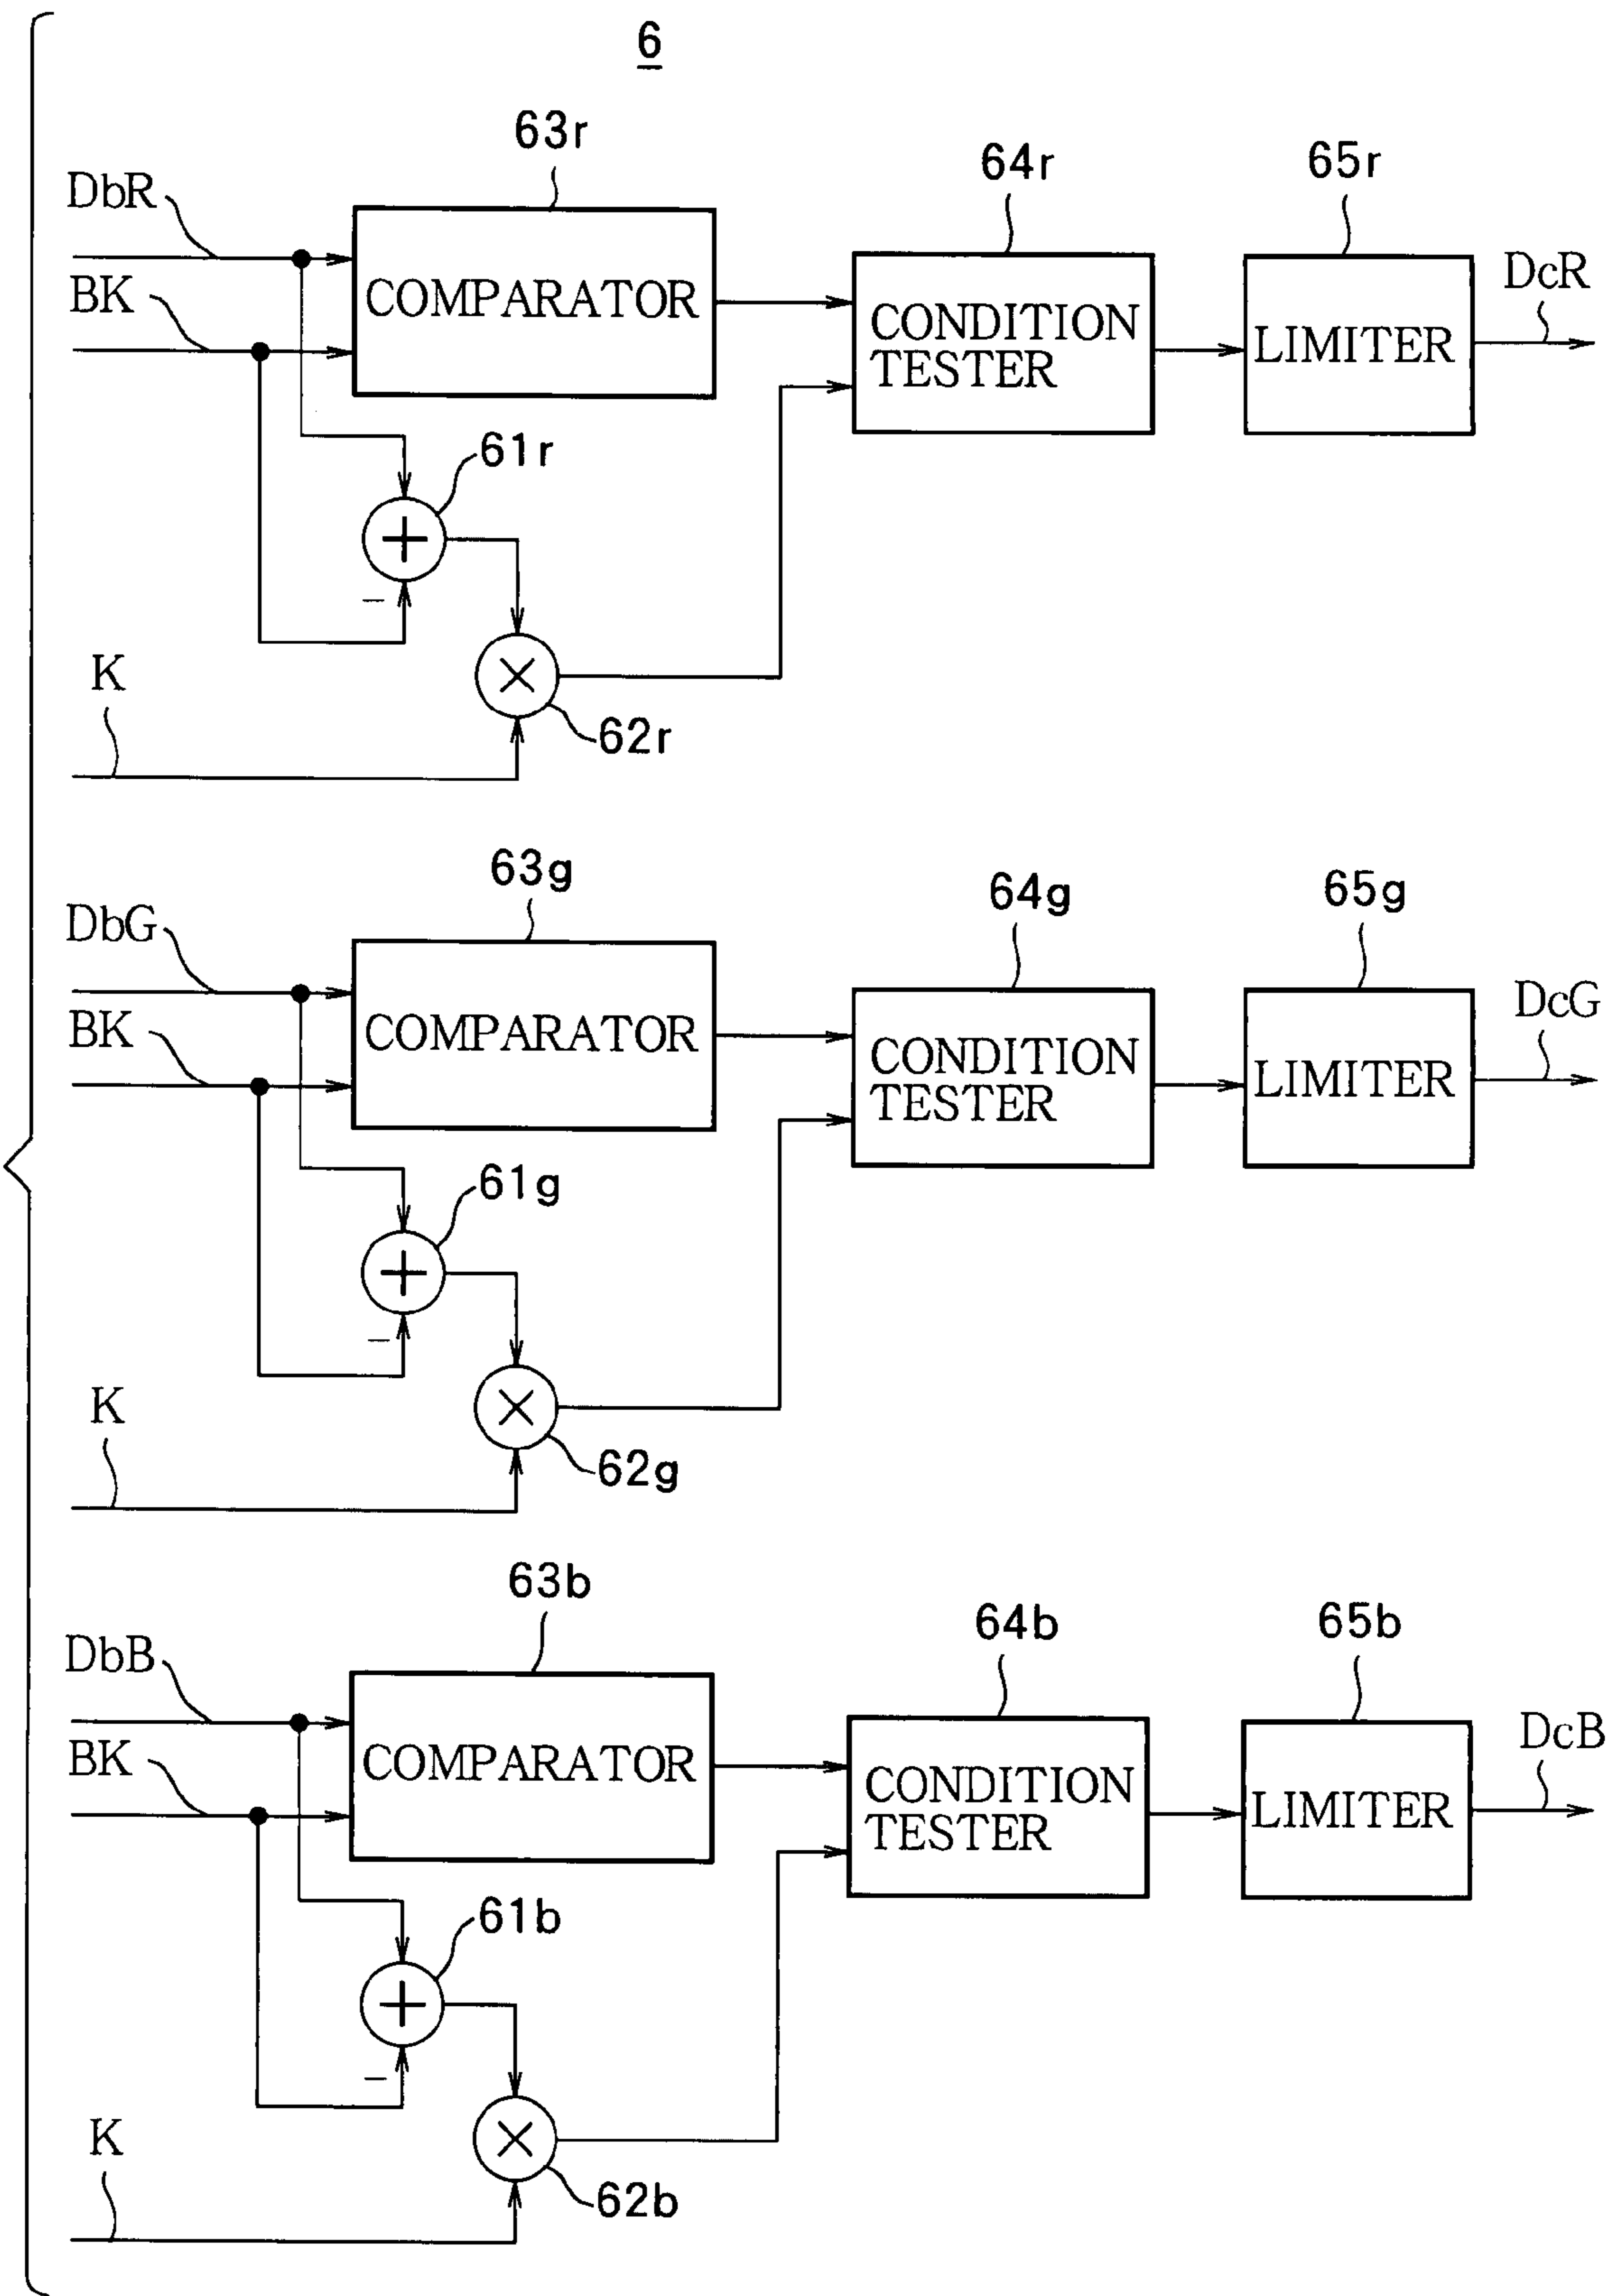 6
63r
64r
65r
DbR
BK
COMPARATOR
CONDITION
TESTER
LIMITER
DcR
61r
+
−
K
×
62r
63g
64g
65g
DbG
BK
COMPARATOR
CONDITION
TESTER
LIMITER
DcG
61g
+
−
K
×
62g
63b
64b
65b
DbB
BK
COMPARATOR
CONDITION
TESTER
LIMITER
DcB
61b
+
−
K
×
62b